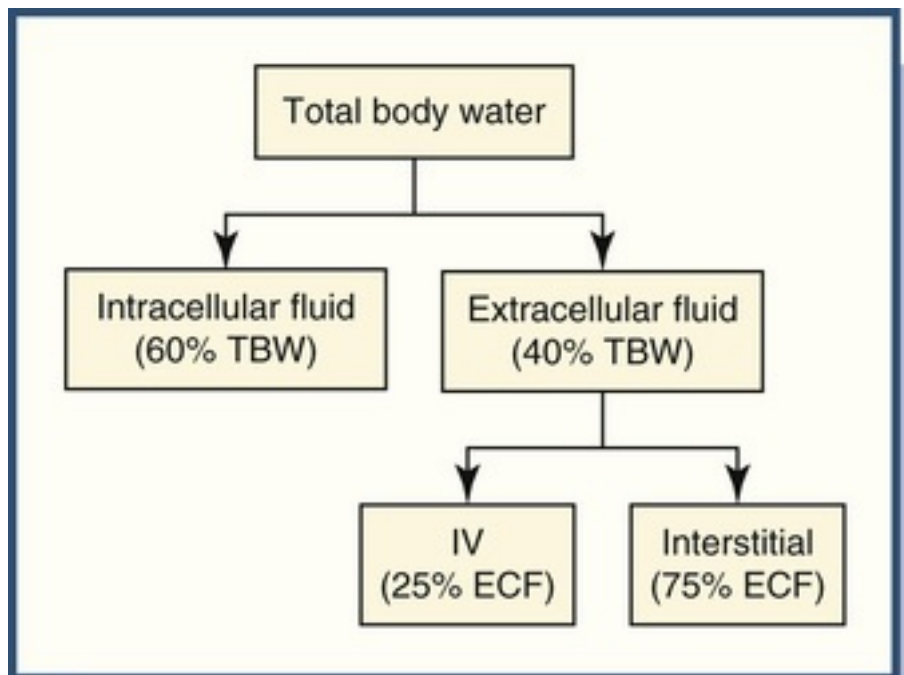 Total body water
Intracellular fluid
(60% TBW)
Extracellular fluid
(40% TBW)
IV
(25% ECF)
Interstitial
(75% ECF)